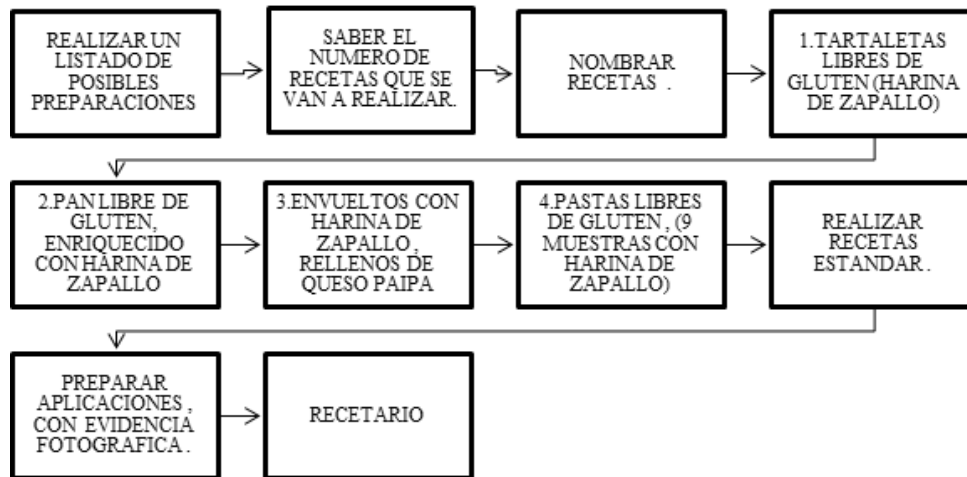 REALIZAR UN
LISTADO DE
POSIBLES
PREPARACIONES
SABER EL
NUMERO DE
RECETAS QUE SE
VAN A REALIZAR.
NOMBRAR
RECETAS .
1.TARTALETAS
LIBRES DE
GLUTEN (HARINA
DE ZAPALLO)
2.PAN LIBRE DE
GLUTEN,
ENRIQUECIDO
CON HARINA DE
ZAPALLO
3.ENVUELTOS CON
HARINA DE
ZAPALLO ,
RELLENOS DE
QUESO PAIPA
4.PASTAS LIBRES
DE GLUTEN , (9
MUESTRAS CON
HARINA DE
ZAPALLO)
REALIZAR
RECETAS
ESTANDAR .
PREPARAR
APLICACIONES ,
CON EVIDENCIA
FOTOGRAFICA .
RECETARIO